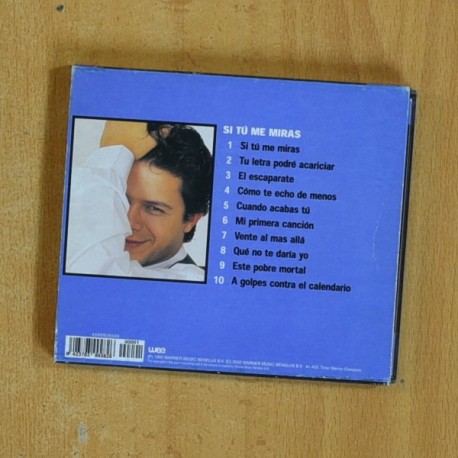 SI TÚ ME MIRAS
1 Si tú me miras
2 Tu letra podré acariciar
3 El escaparate
4 Cómo te echo de menos
5 Cuando acabas tú
6 Mi primera canción
7 Vente al mas allá
8 Qué no te daría yo
9 Este pobre mortal
10 A golpes contra el calendario
wea